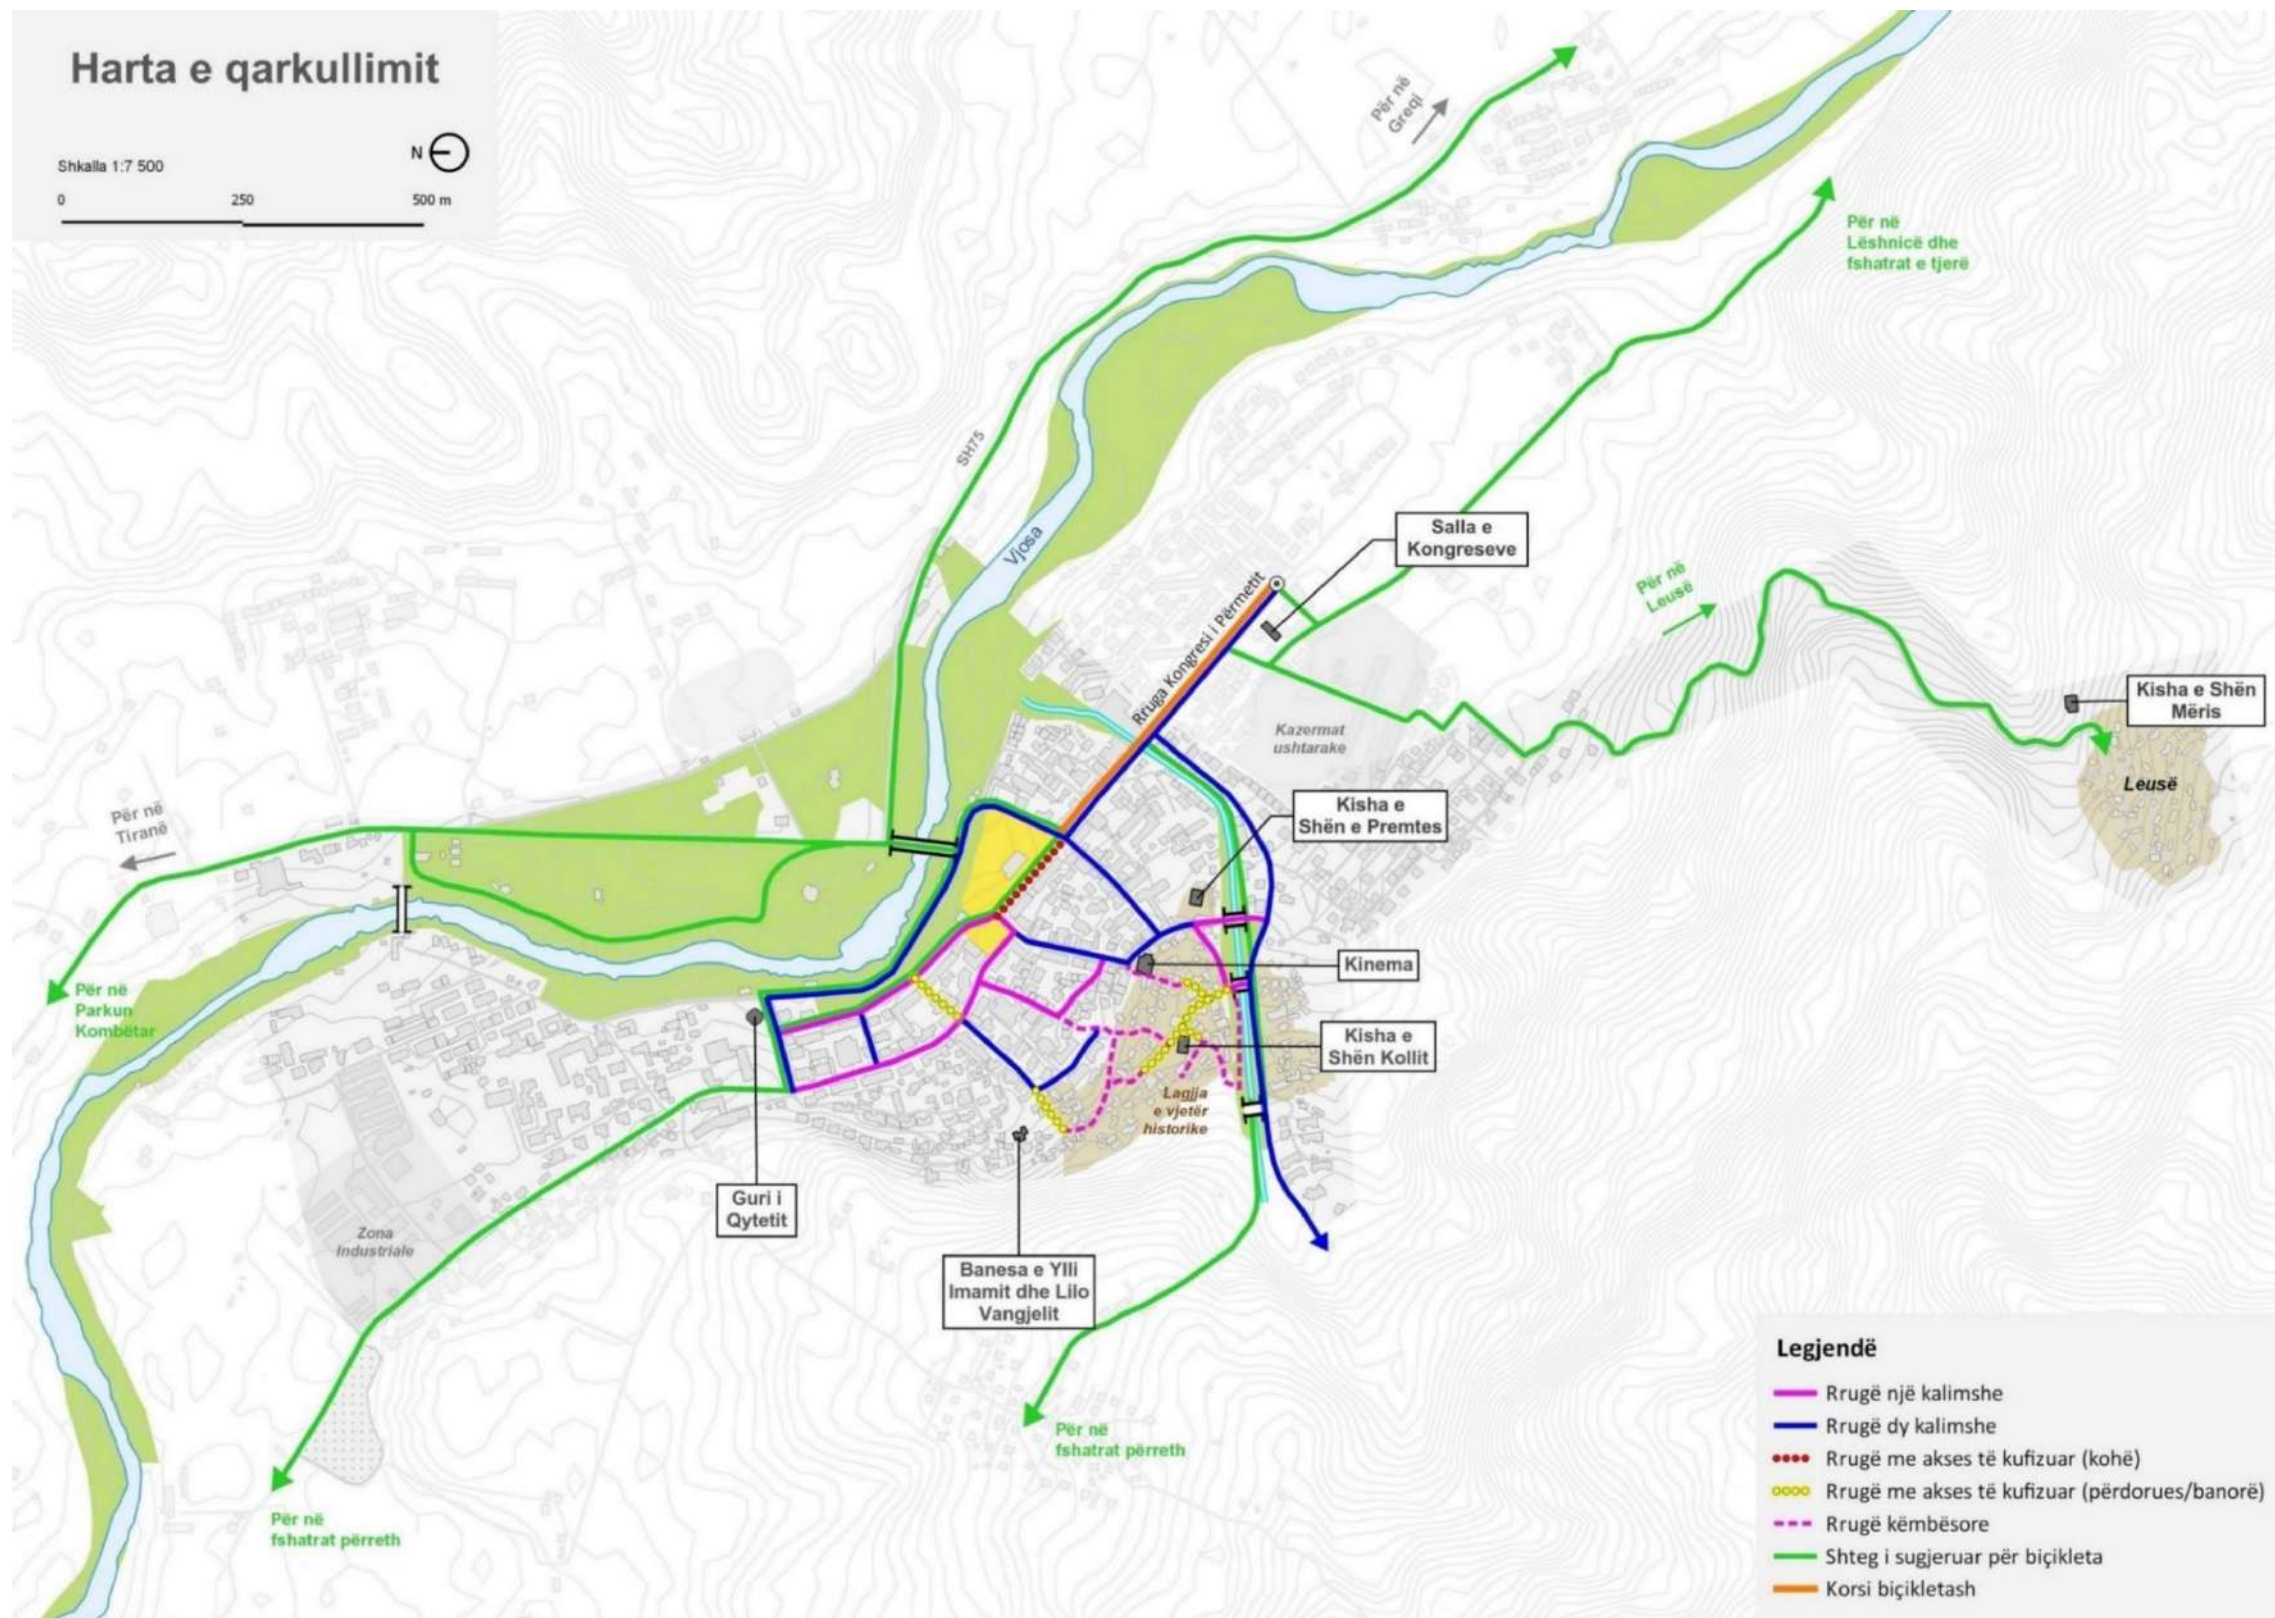 Harta e qarkullimit
N
Shkalla 1:7 500
0 250 500 m
Për në
Greqi
Për në
Lëshnicë dhe
fshatrat e tjerë
SH75
Vjosa
Salla e
Kongreseve
Për në
Leusë
Rruga Kongresi i Përmetit
Kisha e Shën
Mëris
Kazermat
ushtarake
Leusë
Kisha e
Shën e Premtes
Për në
Tiranë
Kinema
Për në
Parkun
Kombëtar
Kisha e
Shën Kollit
Lagjja
e vjetër
historike
Guri i
Qytetit
Zona
Industriale
Banesa e Ylli
Imamit dhe Lilo
Vangjelit
Për në
fshatrat përreth
Për në
fshatrat përreth
Legjendë
Rrugë një kalimshe
Rrugë dy kalimshe
Rrugë me akses të kufizuar (kohë)
Rrugë me akses të kufizuar (përdorues/banorë)
Rrugë këmbësore
Shteg i sugjeruar për biçikleta
Korsi biçikletash